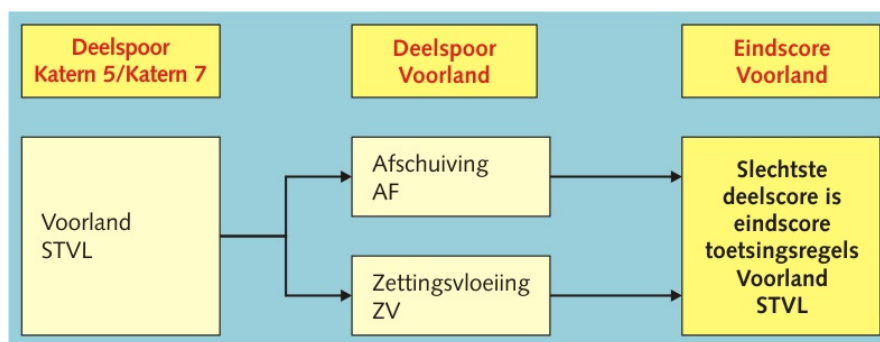 Deelspoor
Katern 5/Katern 7
Deelspoor
Voorland
Eindscore
Voorland
Voorland
STVL
Afschuiving
AF
Zettingsvloeiing
ZV
Slechtste
deelscore is
eindscore
toetsingsregels
Voorland
STVL